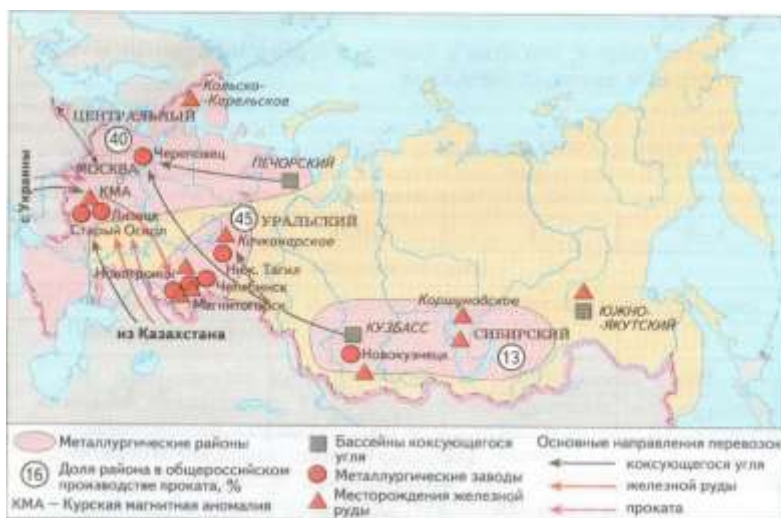 Кольско-
-Карельское
ЦЕНТРАЛЬНЫЙ
40
Череповец
МОСКВА
ПЕЧОРСКИЙ
КМА
с Украины
Липецк
Старый Оскол
45
УРАЛЬСКИЙ
Качканарское
Ниж. Тагил
Новотроицк
Челябинск
Магнитогорск
из Казахстана
Коршуновское
КУЗБАСС
СИБИРСКИЙ
Новокузнецк
13
ЮЖНО-
-ЯКУТСКИЙ
Металлургические районы
16
Доля района в общероссийском
производстве проката, %
КМА — Курская магнитная аномалия
Бассейны коксующегося
угля
Металлургические заводы
Месторождения железной
руды
Основные направления перевозок
коксующегося угля
железной руды
проката